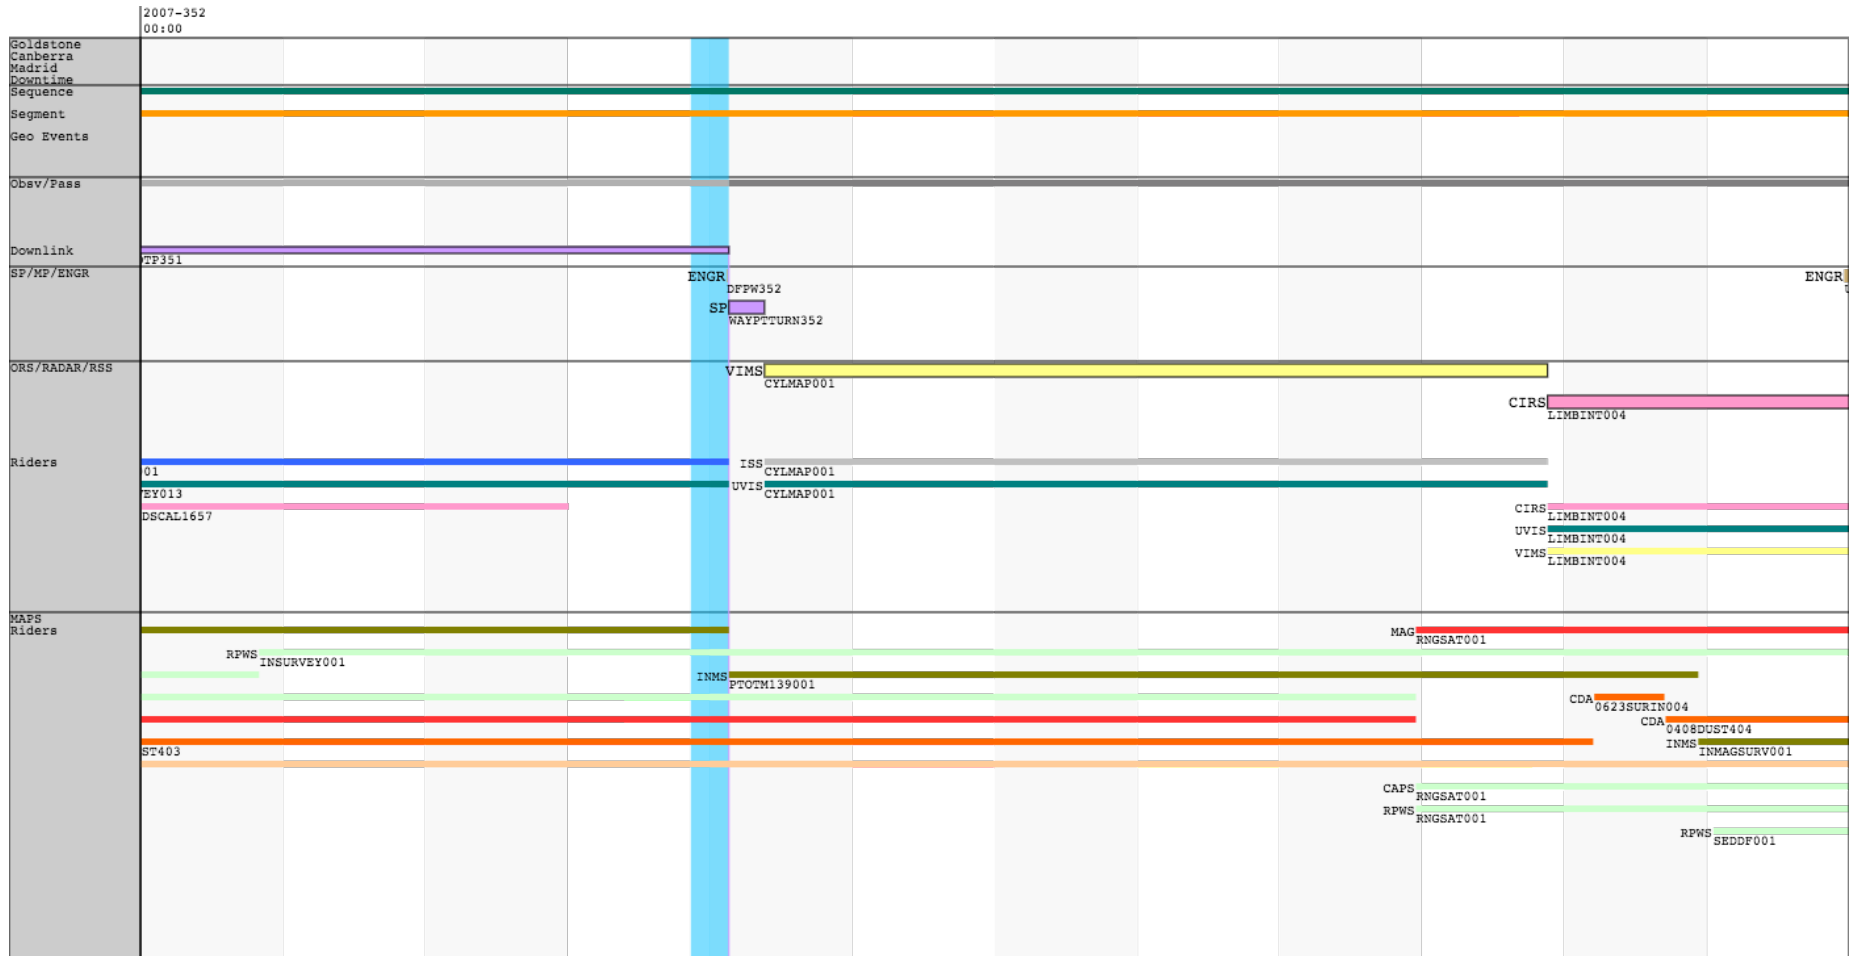 2007-352
00:00
Goldstone
Canberra
Madrid
Downtime
Sequence
Segment
Geo Events
Obsv/Pass
Downlink
TP351
SP/MP/ENGR
ENGR
ENGR
DFPW352
SP
WAYPTTURN352
ORS/RADAR/RSS
VIMS
CYLMAP001
CIRS
LIMBINT004
Riders
ISS
01
CYLMAP001
UVIS
EY013
CYLMAP001
CIRS
DSCAL1657
LIMBINT004
UVIS
LIMBINT004
VIMS
LIMBINT004
MAPS
Riders
MAG
RNGSAT001
RPWS
INSURVEY001
INMS
PTOTM139001
CDA
0623SURIN004
CDA
0408DUST404
ST403
INMS
INMAGSURV001
CAPS
RNGSAT001
RPWS
RNGSAT001
RPWS
SEDDF001